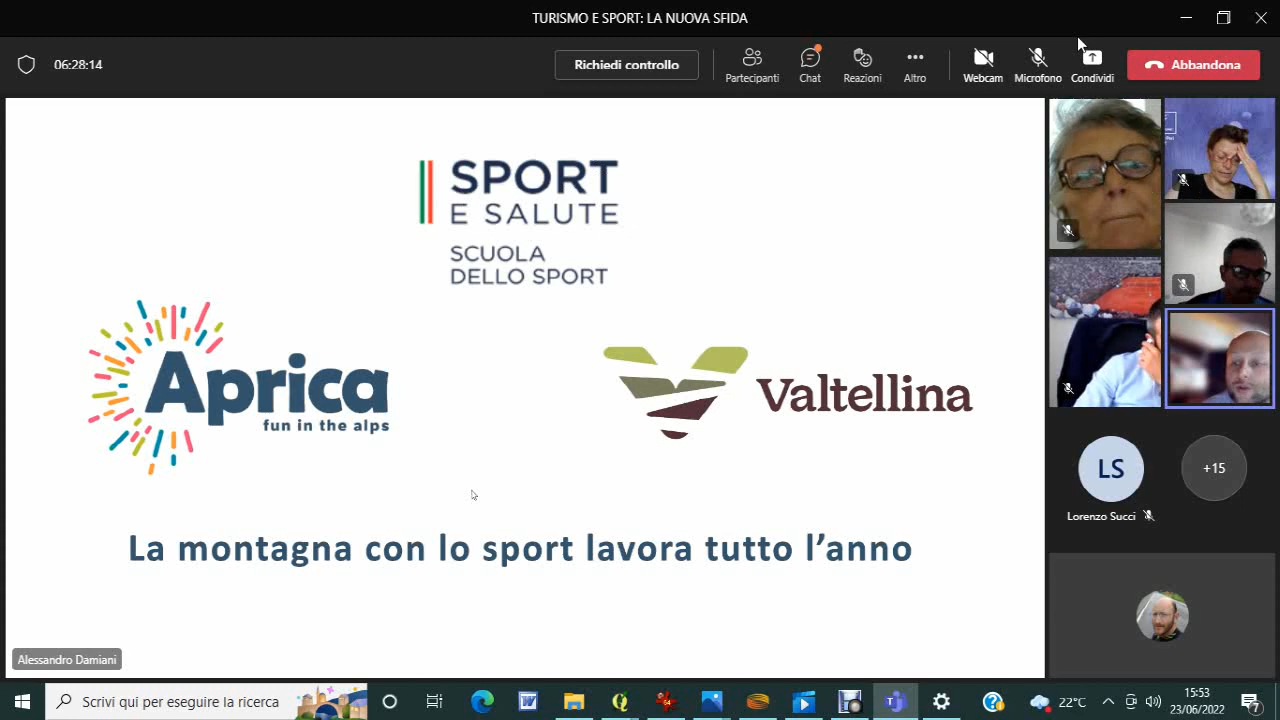 TURISMO E SPORT: LA NUOVA SFIDA
06:28:14
Richiedi controllo
Partecipanti
Chat
Reazioni
Altro
Webcam
Microfono
Condividi
Abbandona
SPORT
E SALUTE
SCUOLA
DELLO SPORT
Aprica
fun in the alps
Valtellina
La montagna con lo sport lavora tutto l'anno
Alessandro Damiani
LS
+15
Lorenzo Succi
Scrivi qui per eseguire la ricerca
64
22°C
15:53
23/06/2022
7